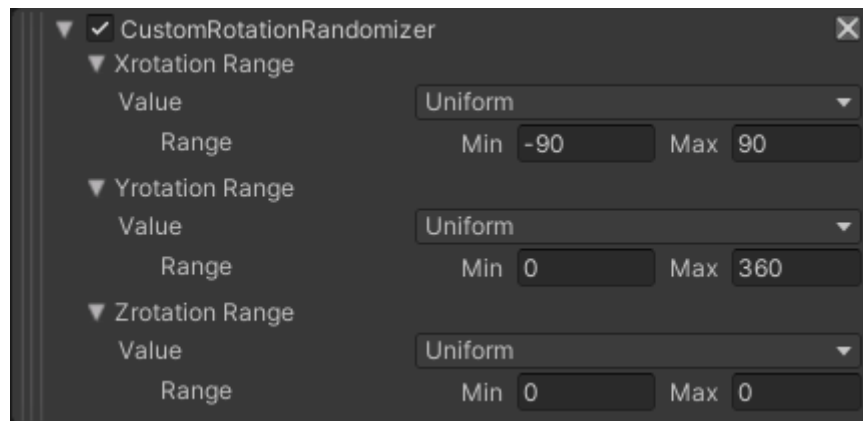 CustomRotationRandomizer
Xrotation Range
Value Uniform
Range Min -90 Max 90
Yrotation Range
Value Uniform
Range Min 0 Max 360
Zrotation Range
Value Uniform
Range Min 0 Max 0